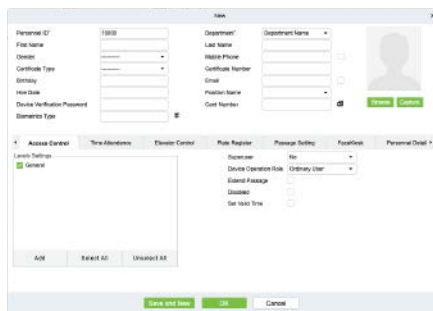 New
Personnel ID* 10000 Department* Department Name
First Name Last Name
Gender ---------- Mobile Phone
Certificate Type ---------- Certificate Number
Birthday Email
Hire Date Position Name
Device Verification Password Card Number Browse Capture
Biometrics Type
Access Control Time Attendance Elevator Control Plate Register Passage Setting FaceKiosk Personnel Detail
Levels Settings Superuser No
General Device Operation Role Ordinary User
Extend Passage
Disabled
Set Valid Time
Add Select All Unselect All
Save and New OK Cancel